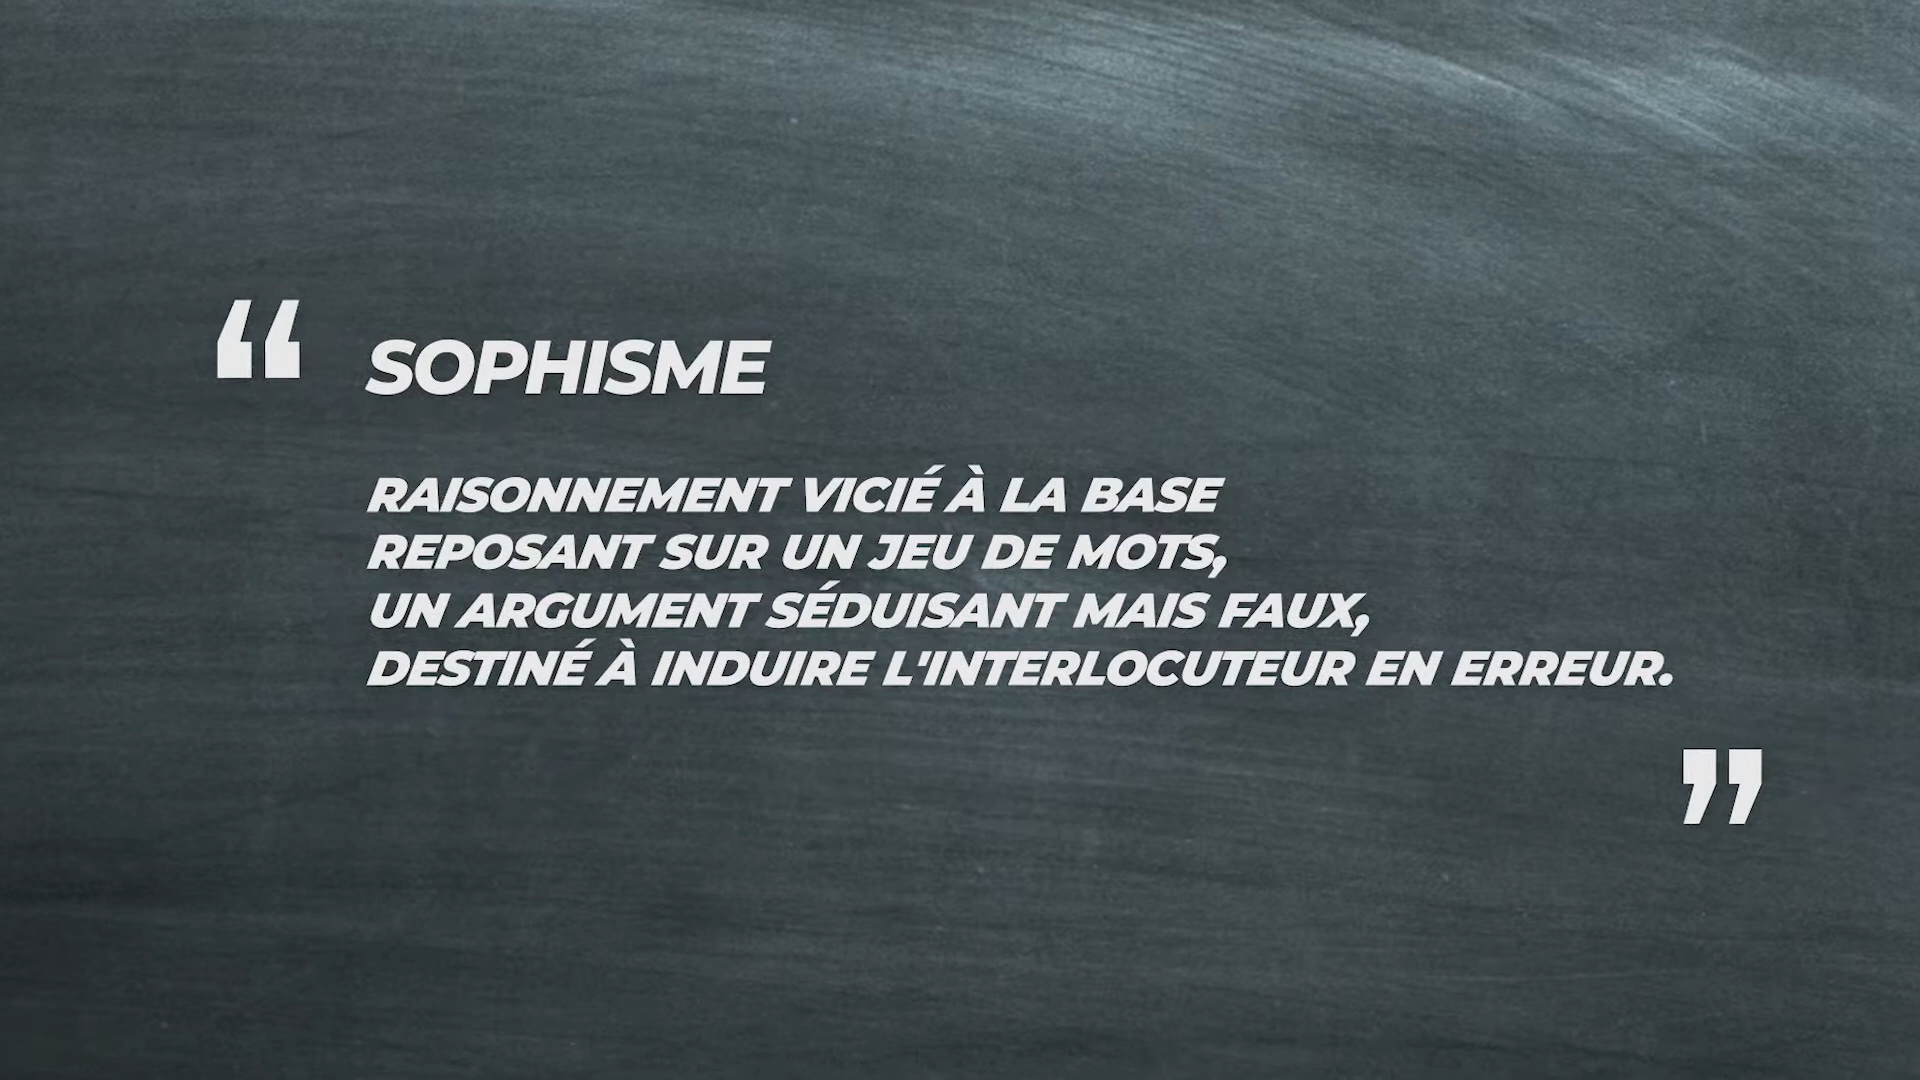 “ SOPHISME
RAISONNEMENT VICIÉ À LA BASE
REPOSANT SUR UN JEU DE MOTS,
UN ARGUMENT SÉDUISANT MAIS FAUX,
DESTINÉ À INDUIRE L'INTERLOCUTEUR EN ERREUR.
”